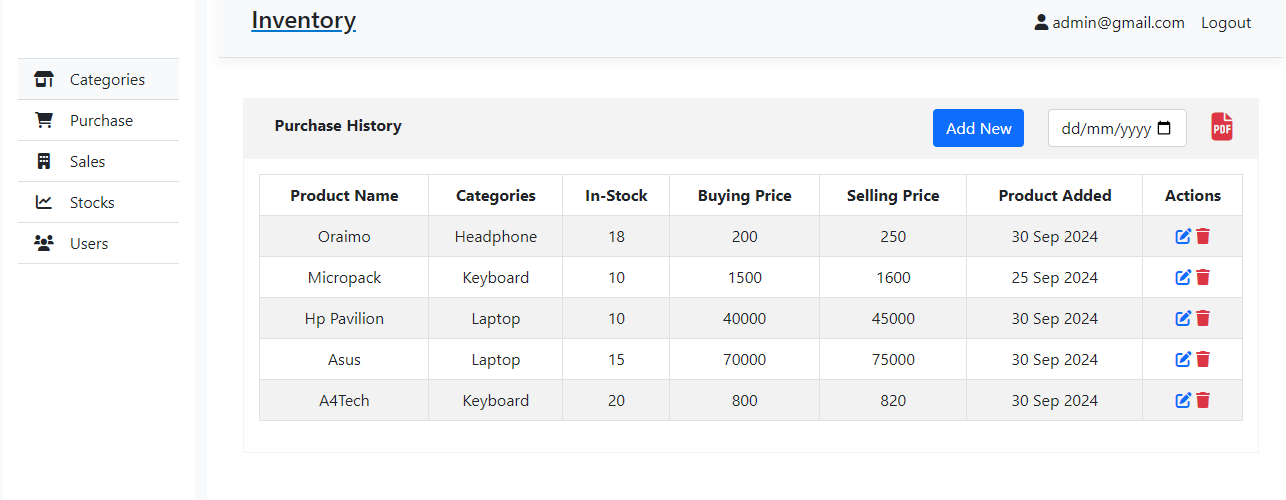 Inventory
admin@gmail.com Logout
Categories
Purchase
Sales
Stocks
Users
Purchase History
Add New
dd/mm/yyyy
PDF
Product Name Categories In-Stock Buying Price Selling Price Product Added Actions
Oraimo Headphone 18 200 250 30 Sep 2024
Micropack Keyboard 10 1500 1600 25 Sep 2024
Hp Pavilion Laptop 10 40000 45000 30 Sep 2024
Asus Laptop 15 70000 75000 30 Sep 2024
A4Tech Keyboard 20 800 820 30 Sep 2024